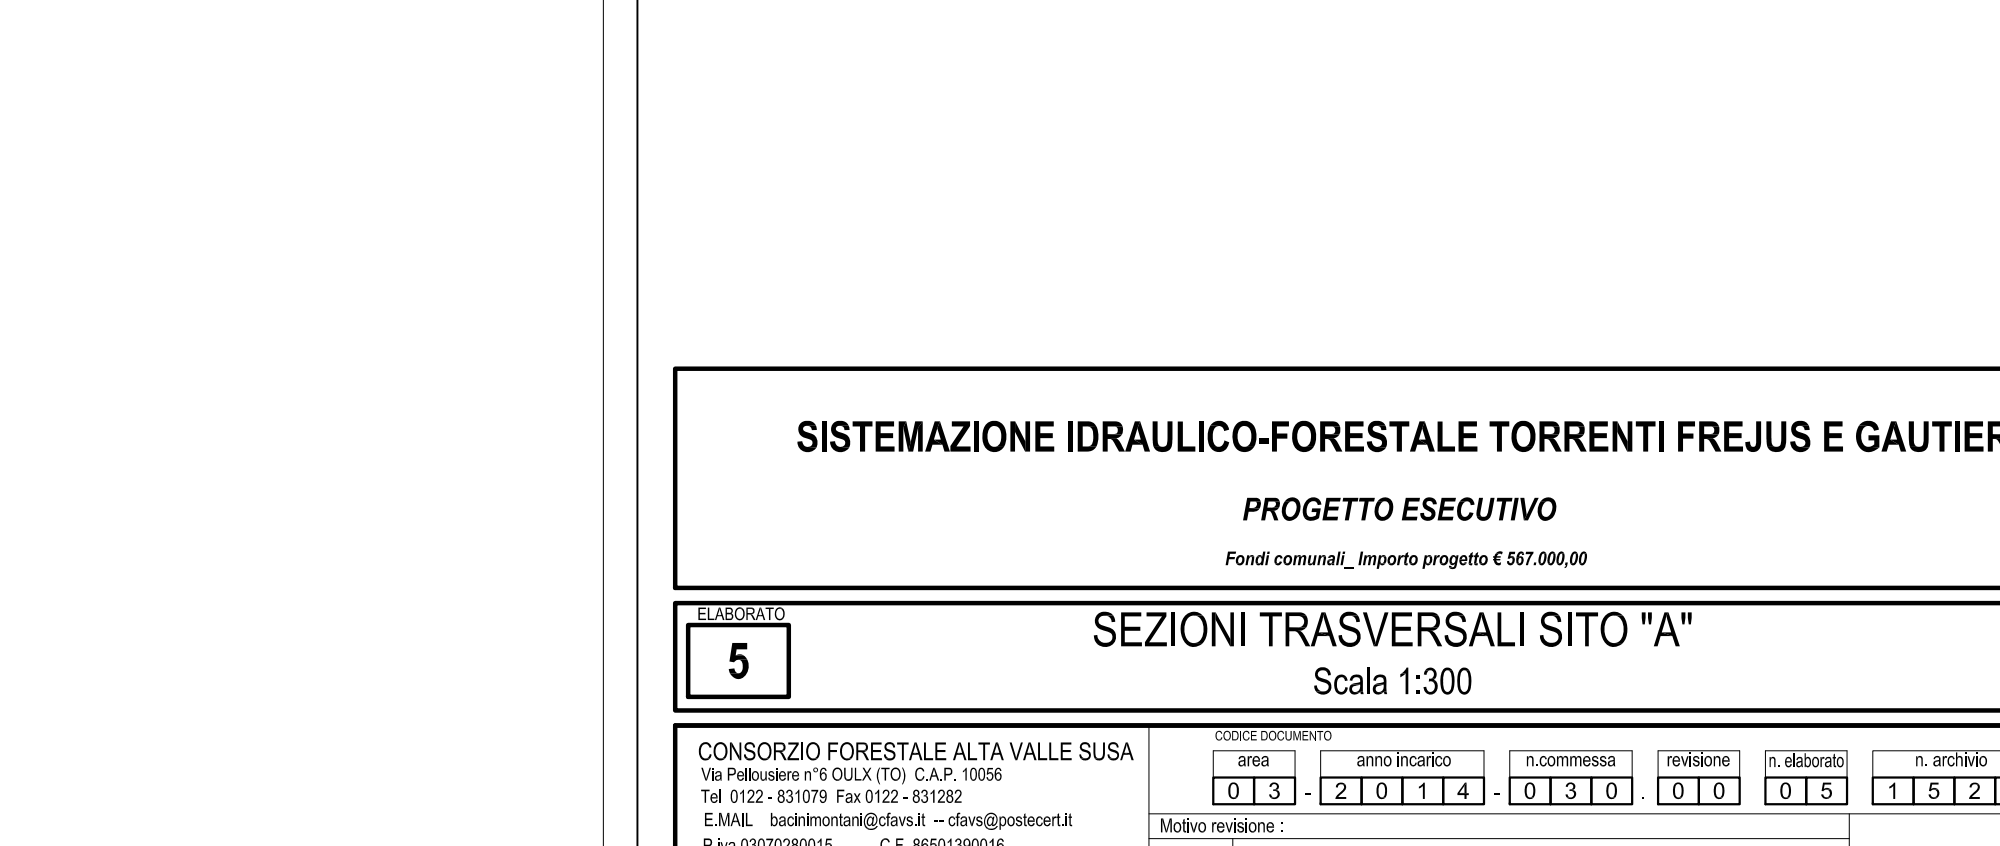 SISTEMAZIONE IDRAULICO-FORESTALE TORRENTI FREJUS E
PROGETTO ESECUTIVO
Fondi comunali_ Importo progetto € 567.000,00
ELABORATO
5
SEZIONI TRASVERSALI SITO "A"
Scala 1:300
CONSORZIO FORESTALE ALTA VALLE SUSA
Via Pellousiere n°6 OULX (TO) C.A.P. 10056
Tel 0122 - 831079 Fax 0122 - 831282
E.MAIL bacinimontani@cfavs.it -- cfavs@postecert.it
P.iva 03070280015 C.F. 86501390016
CODICE DOCUMENTO
area anno incarico n.commessa revisione n. elaborato n. archivio
0 3 - 2 0 1 4 - 0 3 0 . 0 0 0 5 1 5 2
Motivo revisione :